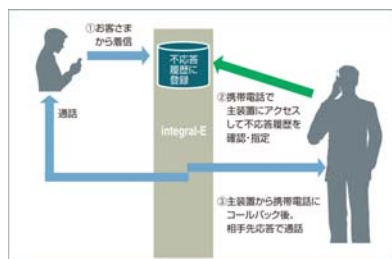 ①お客さま
から着信
不応答
履歴に
登録
②携帯電話で
主装置にアクセス
して不応答履歴を
確認・指定
通話
integral-E
③主装置から携帯電話に
コールバック後、
相手先応答で通話